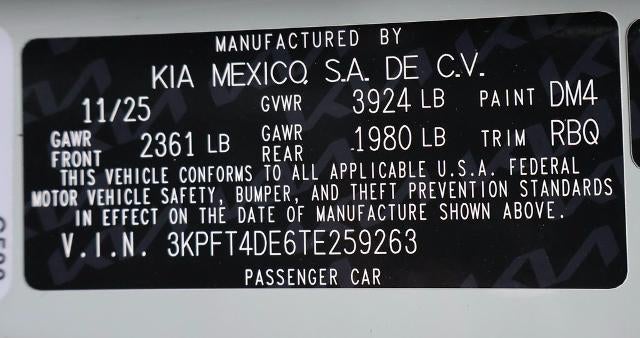 MANUFACTURED BY
KIA MEXICO, S.A. DE C.V.
11/25 GVWR 3924 LB PAINT DM4
GAWR FRONT 2361 LB GAWR REAR 1980 LB TRIM RBQ
THIS VEHICLE CONFORMS TO ALL APPLICABLE U.S.A. FEDERAL
MOTOR VEHICLE SAFETY, BUMPER, AND THEFT PREVENTION STANDARDS
IN EFFECT ON THE DATE OF MANUFACTURE SHOWN ABOVE.
V.I.N. 3KPFT4DE6TE259263
PASSENGER CAR